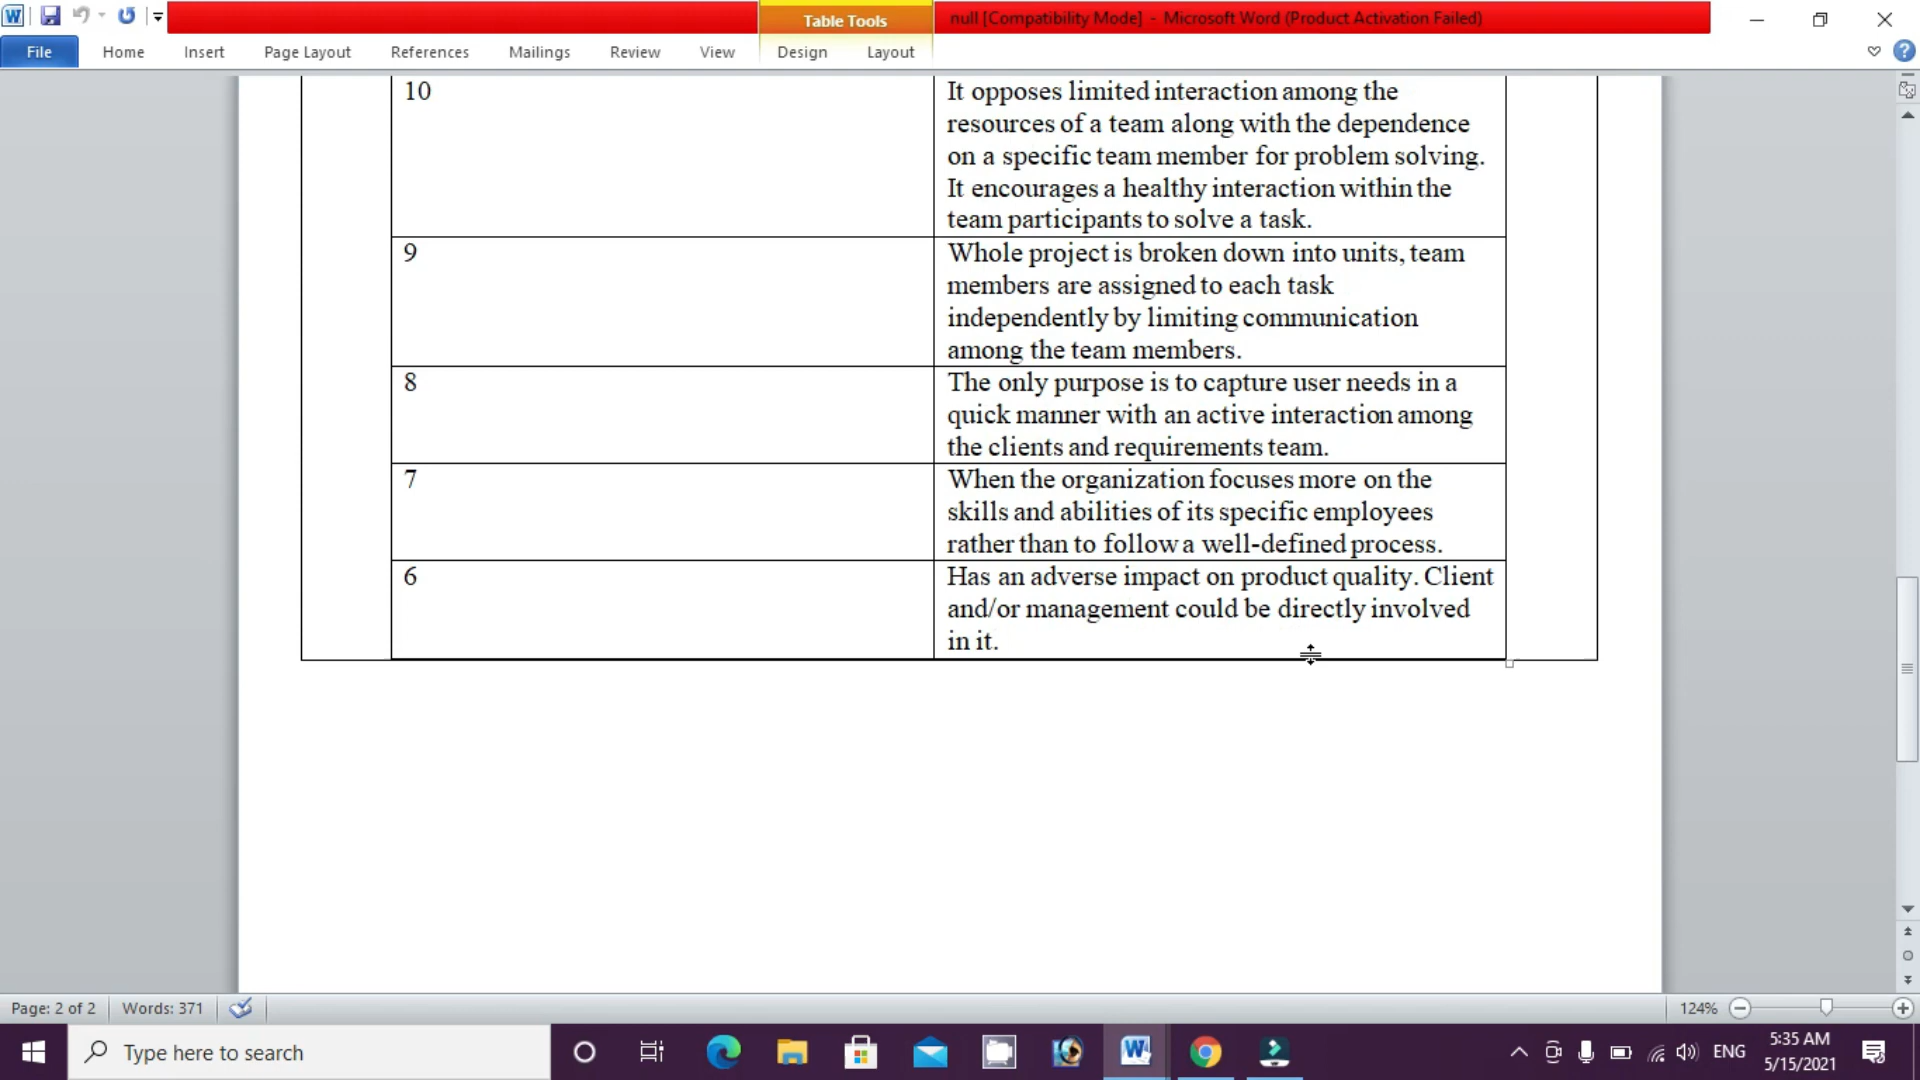 Table Tools
null [Compatibility Mode] - Microsoft Word (Product Activation Failed)
File Home Insert Page Layout References Mailings Review View Design Layout
10
It opposes limited interaction among the
resources of a team along with the dependence
on a specific team member for problem solving.
It encourages a healthy interaction within the
team participants to solve a task.
9
Whole project is broken down into units, team
members are assigned to each task
independently by limiting communication
among the team members.
8
The only purpose is to capture user needs in a
quick manner with an active interaction among
the clients and requirements team.
7
When the organization focuses more on the
skills and abilities of its specific employees
rather than to follow a well-defined process.
6
Has an adverse impact on product quality. Client
and/or management could be directly involved
in it.
Page: 2 of 2 Words: 371 124%
Type here to search
ENG
5:35 AM
5/15/2021